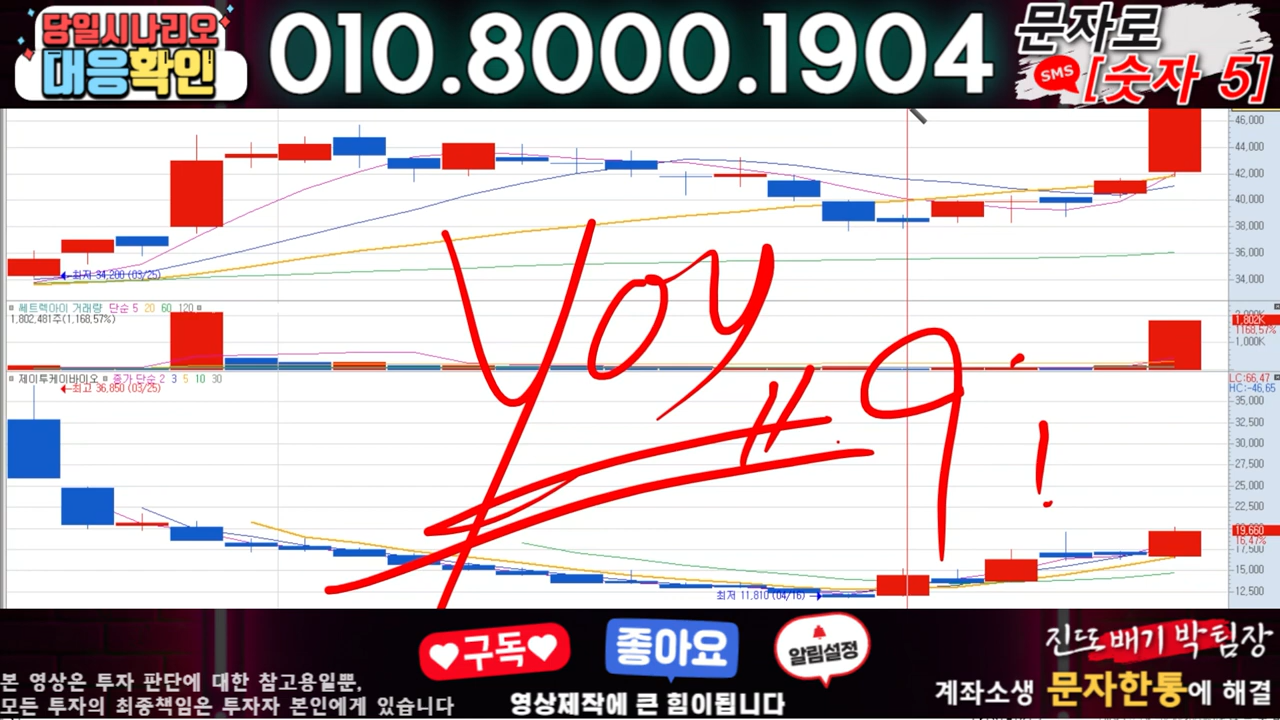 당일시나리오
대응확인
010.8000.1904
문자로
SMS [숫자 5]
46,000
44,000
42,000
40,000
38,000
36,000
34,000
최저 34,200 (03/25)
세트렉아이 거래량 단순 5 20 60 120
1,802,481주(1,168,57%)
1,802K
1168,57%
1,000K
제이투케이바이오 종가 단순 2 3 5 10 30
최고 36,850 (03/25)
LC:66,47
HC:-46,65
35,000
32,500
30,000
27,500
25,000
22,500
19,660
16,47%
17,500
15,000
12,500
최저 11,810 (04/16)
구독
좋아요
알림설정
진또배기 박팀장
본 영상은 투자 판단에 대한 참고용일뿐,
모든 투자의 최종책임은 투자자 본인에게 있습니다
영상제작에 큰 힘이됩니다
계좌소생 문자한통에 해결